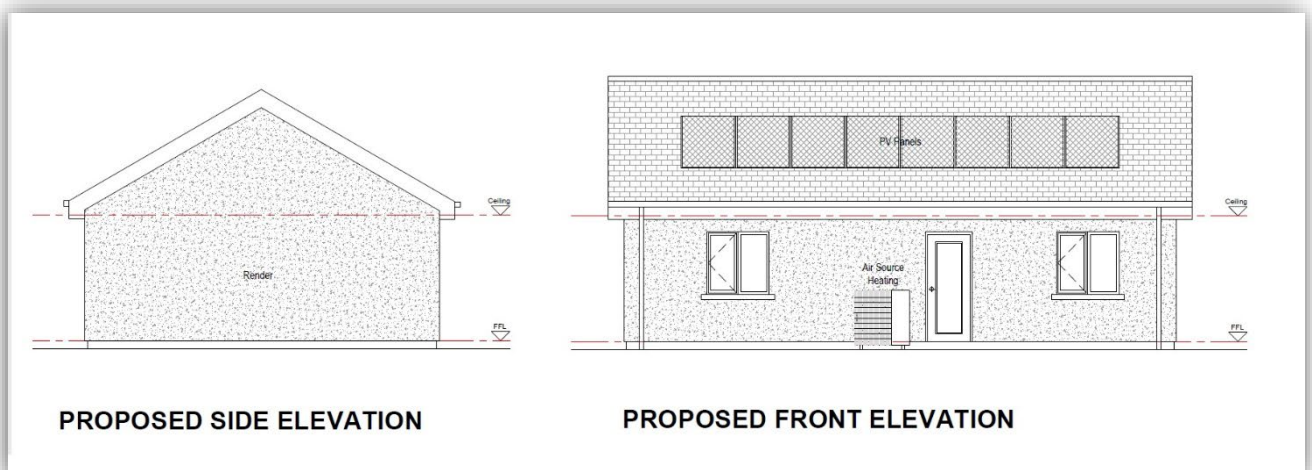 Ceiling
Render
FFL
PROPOSED SIDE ELEVATION
PV Panels
Ceiling
Air Source
Heating
FFL
PROPOSED FRONT ELEVATION